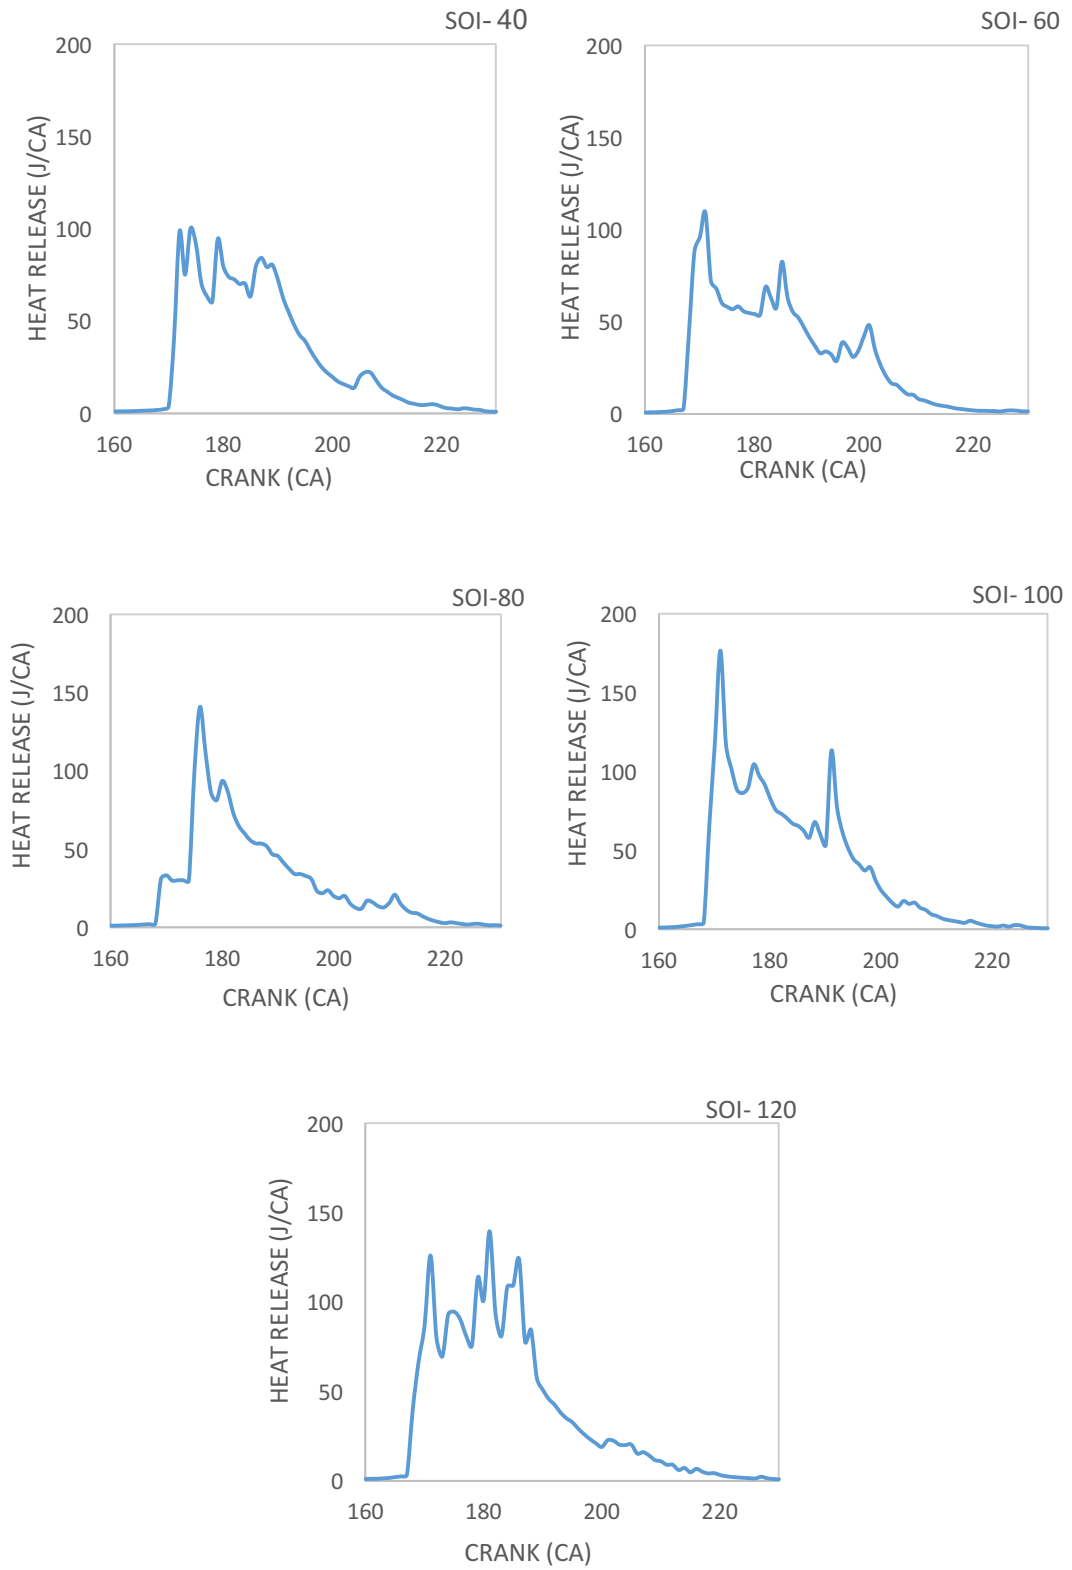 SOI- 40
HEAT RELEASE (J/CA)
200
150
100
50
0
160 180 200 220
CRANK (CA)
SOI- 60
HEAT RELEASE (J/CA)
200
150
100
50
0
160 180 200 220
CRANK (CA)
SOI-80
HEAT RELEASE (J/CA)
200
150
100
50
0
160 180 200 220
CRANK (CA)
SOI- 100
HEAT RELEASE (J/CA)
200
150
100
50
0
160 180 200 220
CRANK (CA)
SOI- 120
HEAT RELEASE (J/CA)
200
150
100
50
0
160 180 200 220
CRANK (CA)